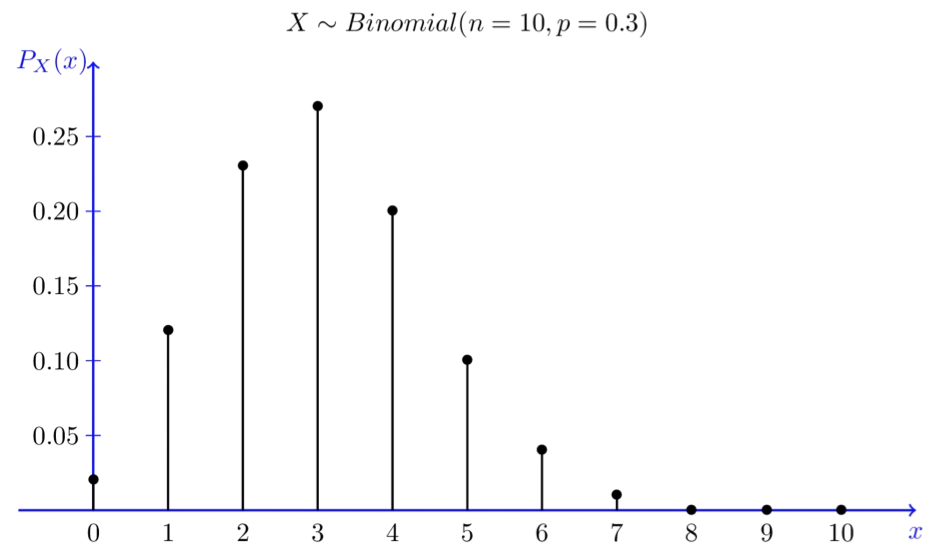 X ∼ Binomial(n = 10, p = 0.3)
P_X(x)
0.25
0.20
0.15
0.10
0.05
0 1 2 3 4 5 6 7 8 9 10 x